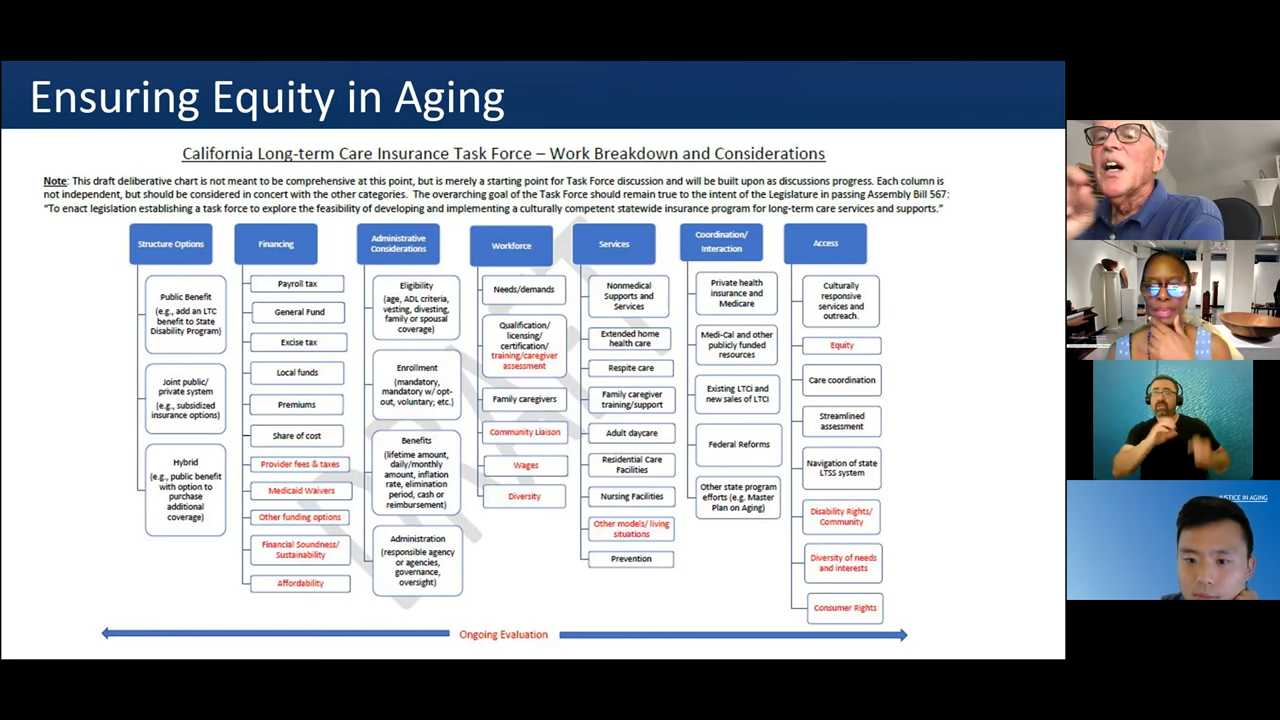 Ensuring Equity in Aging
California Long-term Care Insurance Task Force – Work Breakdown and Considerations
Note: This draft deliberative chart is not meant to be comprehensive at this point, but is merely a starting point for Task Force discussion and will be built upon as discussions progress. Each column is
not independent, but should be considered in concert with the other categories. The overarching goal of the Task Force should remain true to the intent of the Legislature in passing Assembly Bill 567:
“To enact legislation establishing a task force to explore the feasibility of developing and implementing a culturally competent statewide insurance program for long-term care services and supports.”
Structure Options
Public Benefit
(e.g., add an LTC
benefit to State
Disability Program)
Joint public/
private system
(e.g., subsidized
insurance options)
Hybrid
(e.g., public benefit
with option to
purchase
additional
coverage)
Financing
Payroll tax
General Fund
Excise tax
Local funds
Premiums
Share of cost
Provider fees & taxes
Medicaid Waivers
Other funding options
Financial Soundness/
Sustainability
Affordability
Administrative
Considerations
Eligibility
(age, ADL criteria,
vesting, divesting,
family or spousal
coverage)
Enrollment
(mandatory,
mandatory w/ opt-
out, voluntary; etc.)
Benefits
(lifetime amount,
daily/monthly
amount, inflation
rate, elimination
period, cash or
reimbursement)
Administration
(responsible agency
or agencies,
governance,
oversight)
Workforce
Needs/demands
Qualification/
licensing/
certification/
training/caregiver
assessment
Family caregivers
Community Liaison
Wages
Diversity
Services
Nonmedical
Supports and
Services
Extended home
health care
Respite care
Family caregiver
training/support
Adult daycare
Residential Care
Facilities
Nursing Facilities
Other models/ living
situations
Prevention
Coordination/
Interaction
Private health
insurance and
Medicare
Medi-Cal and other
publicly funded
resources
Existing LTCi and
new sales of LTCI
Federal Reforms
Other state program
efforts (e.g. Master
Plan on Aging)
Access
Culturally
responsive
services and
outreach.
Equity
Care coordination
Streamlined
assessment
Navigation of state
LTSS system
Disability Rights/
Community
Diversity of needs
and interests
Consumer Rights
Ongoing Evaluation
DRAFT
JUSTICE IN AGING